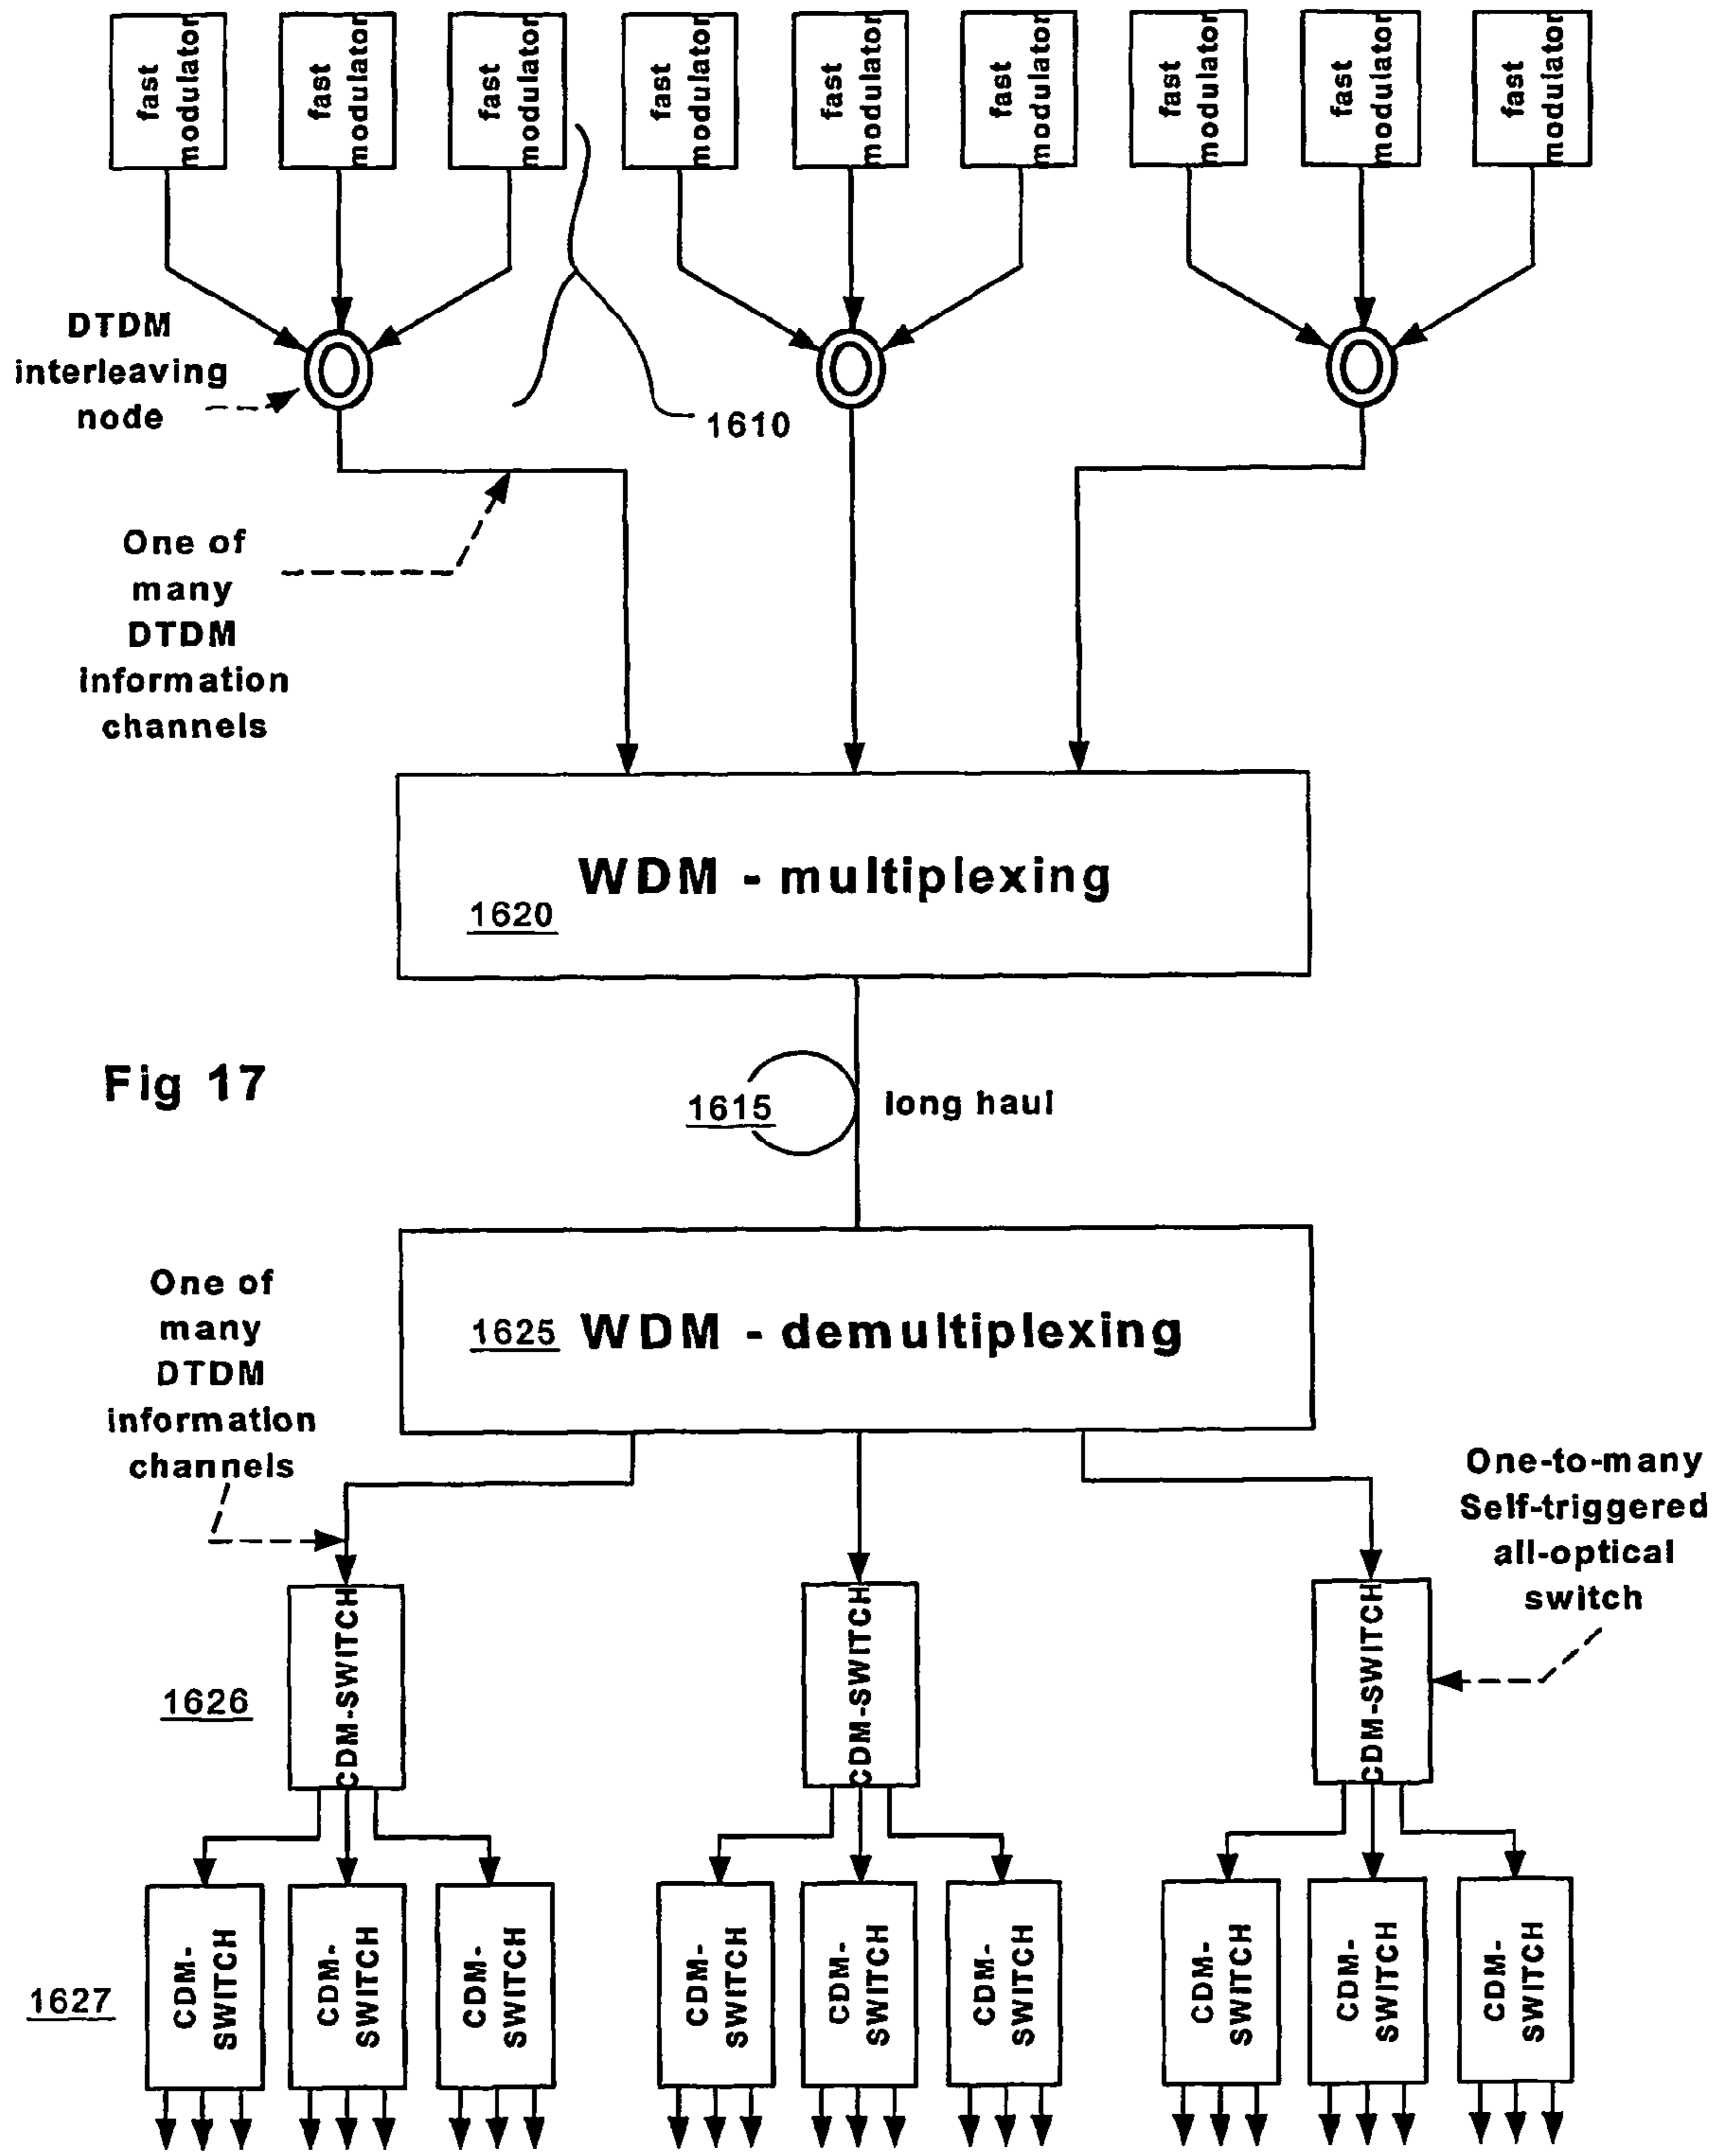 fast
modulator
fast
modulator
fast
modulator
fast
modulator
fast
modulator
fast
modulator
fast
modulator
fast
modulator
fast
modulator
DTDM
interleaving
node
1610
One of
many
DTDM
information
channels
WDM - multiplexing
1620
Fig 17
1615
long haul
1625 WDM - demultiplexing
One of
many
DTDM
information
channels
One-to-many
Self-triggered
all-optical
switch
1626
CDM-SWITCH
CDM-SWITCH
CDM-SWITCH
1627
CDM-
SWITCH
CDM-
SWITCH
CDM-
SWITCH
CDM-
SWITCH
CDM-
SWITCH
CDM-
SWITCH
CDM-
SWITCH
CDM-
SWITCH
CDM-
SWITCH